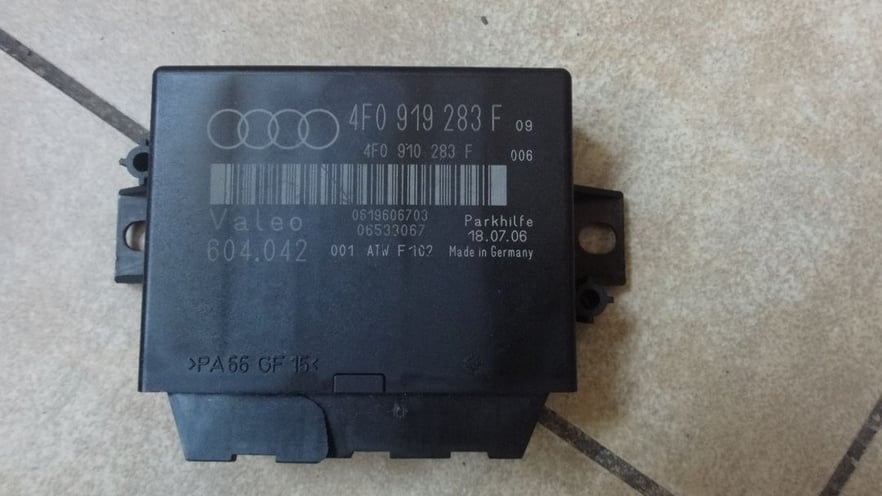 4F0 919 283 F 09
4F0 910 283 F 006
Valeo 0619606703 Parkhilfe
06533067 18.07.06
604.042 001 ATW Made in Germany
>PA66 GF15<